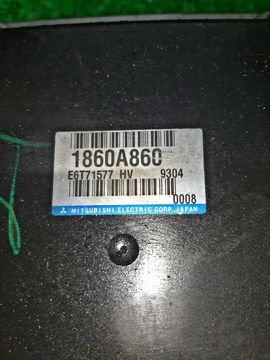 1860A860
E6T71577 HV 9304
0008
MITSUBISHI ELECTRIC CORP. JAPAN